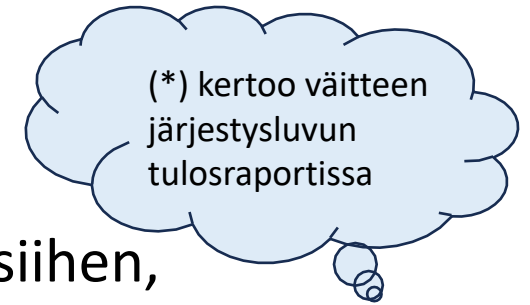 (*) kertoo väitteen
järjestysluvun
tulosraportissa
siihen,